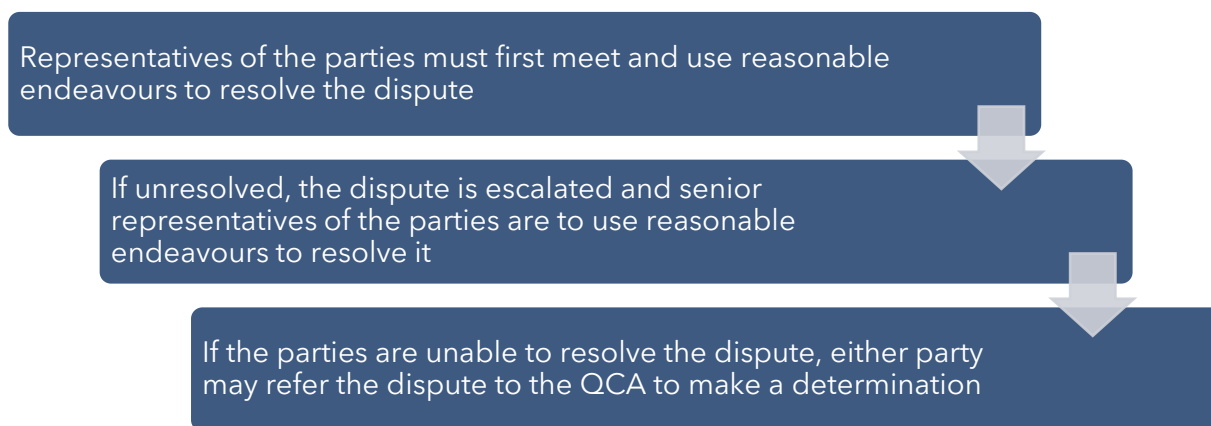 Representatives of the parties must first meet and use reasonable
endeavours to resolve the dispute
If unresolved, the dispute is escalated and senior
representatives of the parties are to use reasonable
endeavours to resolve it
If the parties are unable to resolve the dispute, either party
may refer the dispute to the QCA to make a determination